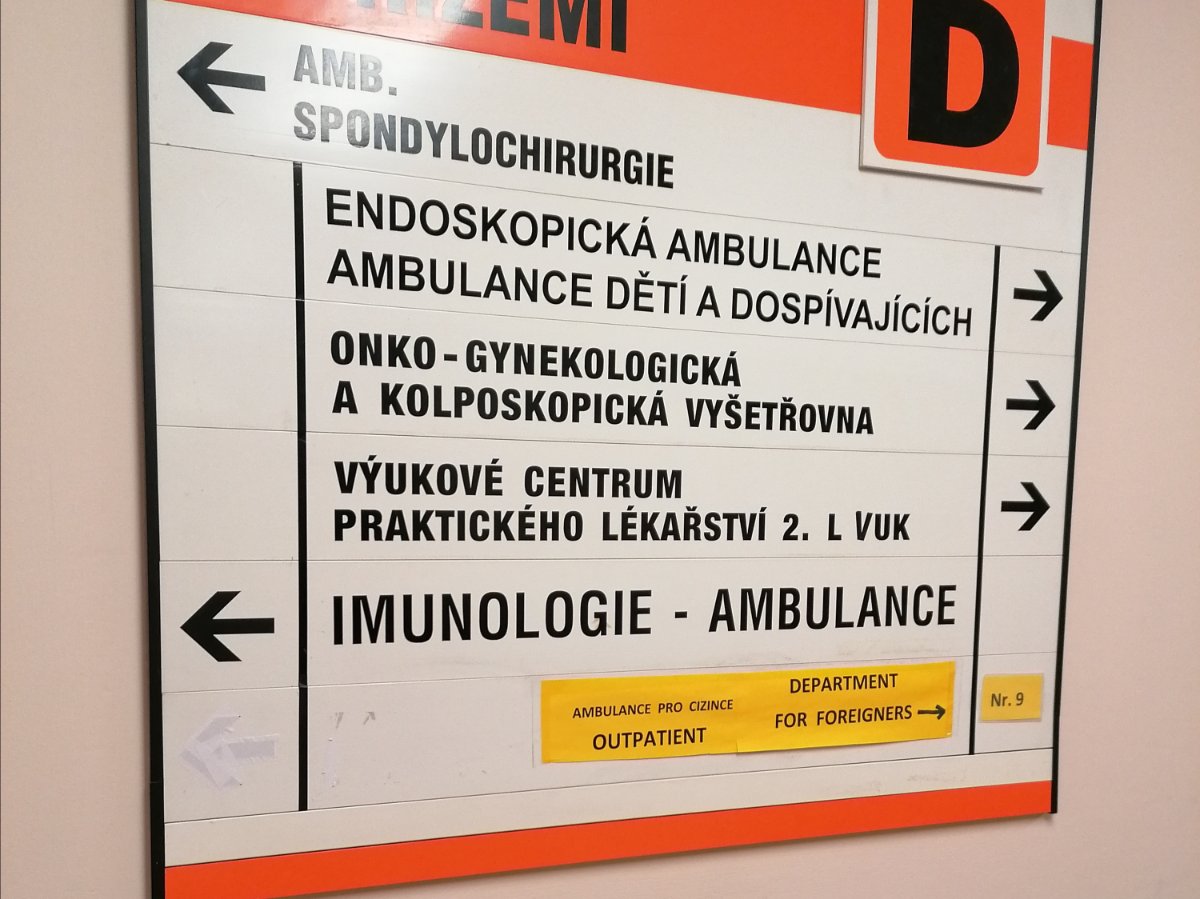 D
AMB.
SPONDYLOCHIRURGIE
ENDOSKOPICKÁ AMBULANCE
AMBULANCE DĚTÍ A DOSPÍVAJÍCÍCH
ONKO-GYNEKOLOGICKÁ
A KOLPOSKOPICKÁ VYŠETŘOVNA
VÝUKOVÉ CENTRUM
PRAKTICKÉHO LÉKAŘSTVÍ 2. L VUK
IMUNOLOGIE - AMBULANCE
AMBULANCE PRO CIZINCE
OUTPATIENT
DEPARTMENT
FOR FOREIGNERS
Nr. 9